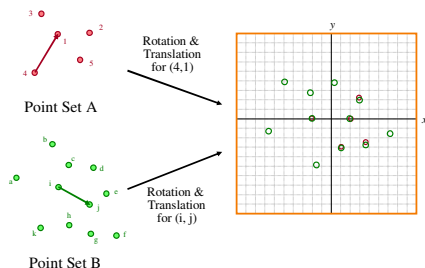 3
1
2
4
5
Point Set A
Rotation &
Translation
for (4,1)
y
x
b
c
d
a
i
e
j
k
h
g
f
Point Set B
Rotation &
Translation
for (i, j)